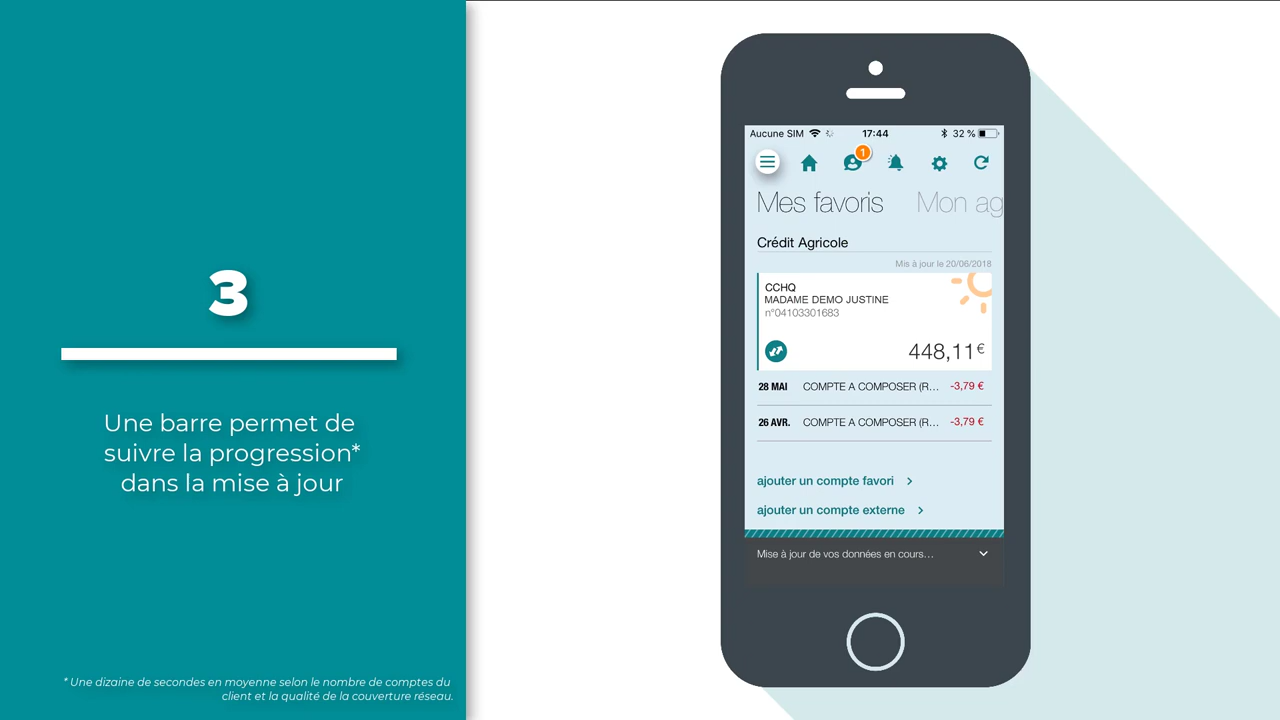 3
Une barre permet de
suivre la progression*
dans la mise à jour
* Une dizaine de secondes en moyenne selon le nombre de comptes du
client et la qualité de la couverture réseau.
Aucune SIM 17:44 32 %
1
Mes favoris Mon ag
Crédit Agricole
Mis à jour le 20/06/2018
CCHQ
MADAME DEMO JUSTINE
n°04103301683
448,11€
28 MAI COMPTE A COMPOSER (R... -3,79 €
26 AVR. COMPTE A COMPOSER (R... -3,79 €
ajouter un compte favori
ajouter un compte externe
Mise à jour de vos données en cours...